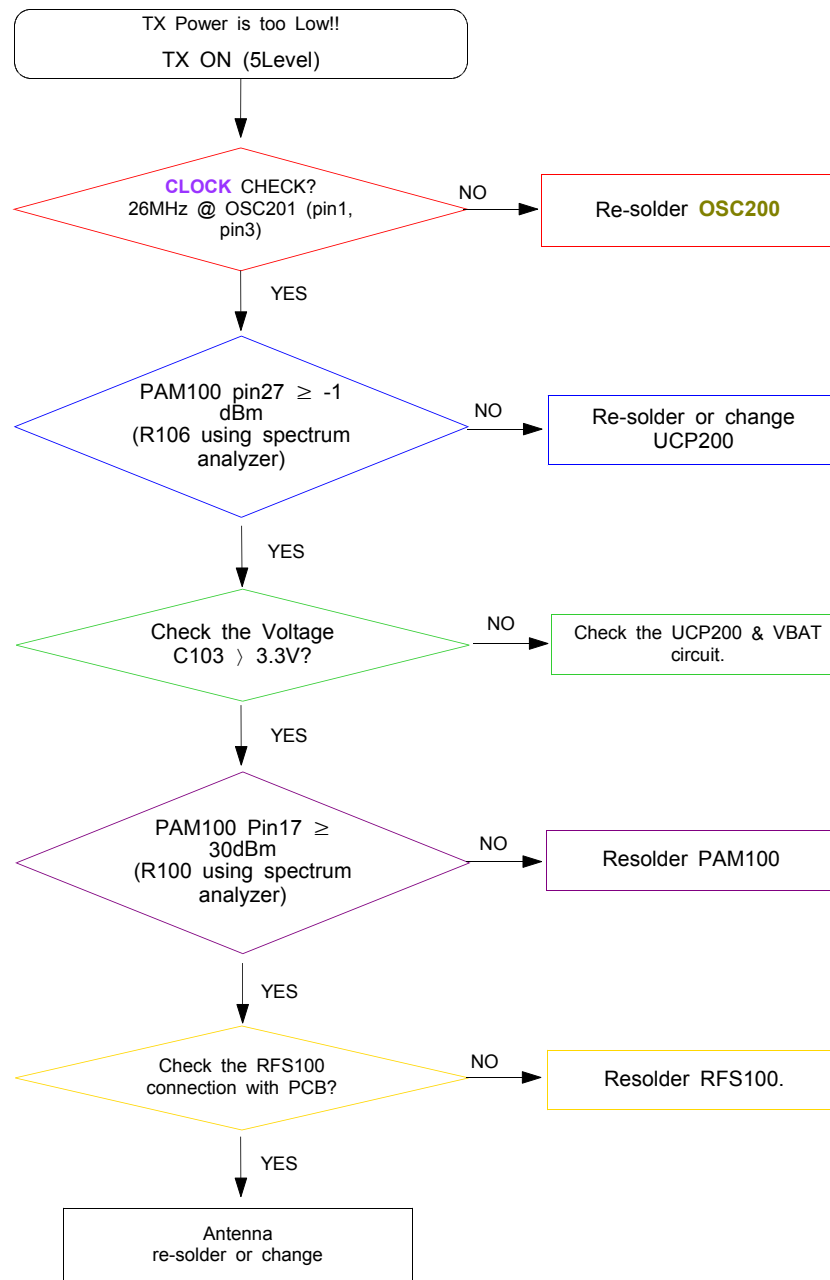 TX Power is too Low!!
TX ON (5Level)
CLOCK CHECK?
26MHz @ OSC201 (pin1,
pin3)
NO
Re-solder OSC200
YES
PAM100 pin27 ≥ -1
dBm
(R106 using spectrum
analyzer)
NO
Re-solder or change
UCP200
YES
Check the Voltage
C103 〉 3.3V?
NO
Check the UCP200 & VBAT
circuit.
YES
PAM100 Pin17 ≥
30dBm
(R100 using spectrum
analyzer)
NO
Resolder PAM100
YES
Check the RFS100
connection with PCB?
NO
Resolder RFS100.
YES
Antenna
re-solder or change